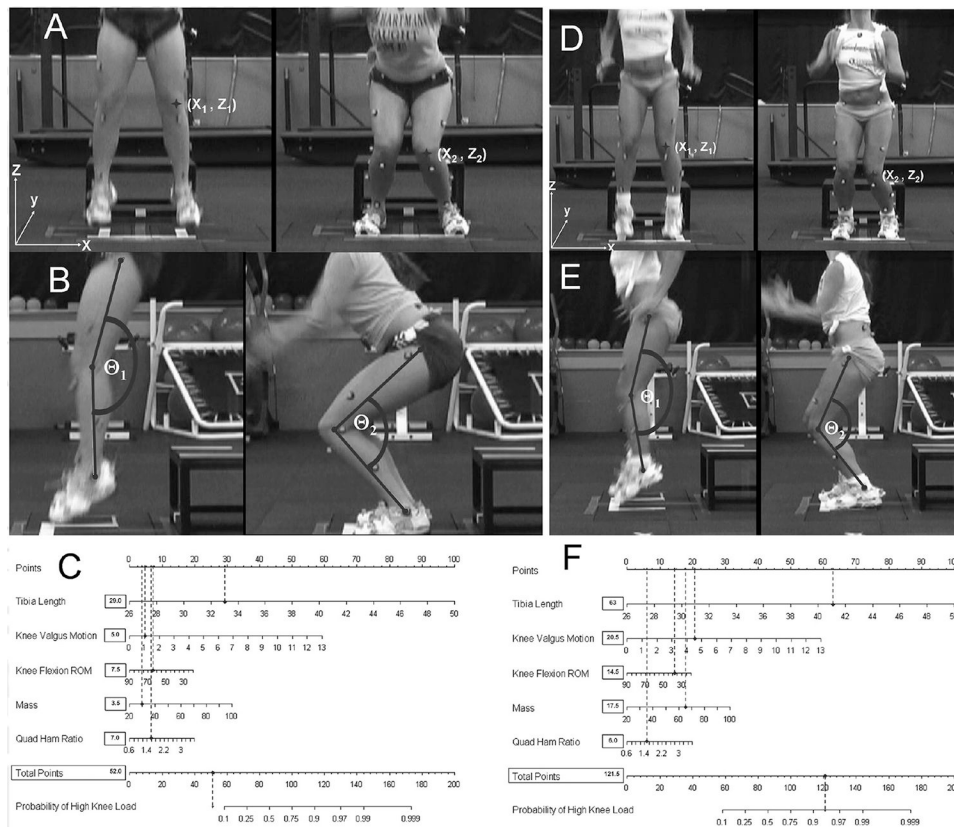 A
HARTMAN
(X₁, Z₁)
(X₂, Z₂)
Z
y
X
D
(X₁, Z₁)
(X₂, Z₂)
Z
y
X
B
Θ₁
Θ₂
E
Θ₁
Θ₂
C
Points
0 10 20 30 40 50 60 70 80 90 100
Tibia Length 29.0
26 28 30 32 34 36 38 40 42 44 46 48 50
Knee Valgus Motion 5.0
0 1 2 3 4 5 6 7 8 9 10 11 12 13
Knee Flexion ROM 7.5
90 70 50 30
Mass 3.5
20 40 60 80 100
Quad Ham Ratio 7.0
0.6 1.4 2.2 3
Total Points 52.0
0 20 40 60 80 100 120 140 160 180 200
Probability of High Knee Load
0.1 0.25 0.5 0.75 0.9 0.97 0.99 0.999
F
Points
0 10 20 30 40 50 60 70 80 90
Tibia Length 63
26 28 30 32 34 36 38 40 42 44 46 48
Knee Valgus Motion 20.5
0 1 2 3 4 5 6 7 8 9 10 11 12 13
Knee Flexion ROM 14.5
90 70 50 30
Mass 17.5
20 40 60 80 100
Quad Ham Ratio 6.0
0.6 1.4 2.2 3
Total Points 121.5
0 20 40 60 80 100 120 140 160 180
Probability of High Knee Load
0.1 0.25 0.5 0.75 0.9 0.97 0.99 0.999